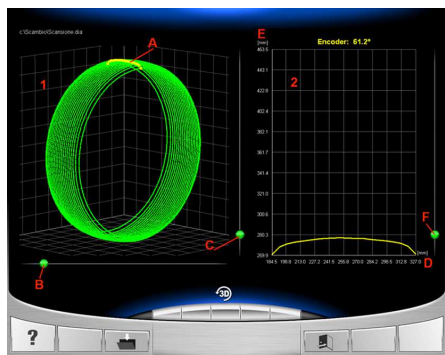 c:\Scambio\Scansione.dia
A
E
[mm]
Encoder: 61.2°
1
2
463.5
443.1
422.8
402.4
382.1
361.7
341.4
321.0
300.6
280.3
259.9
F
[mm]
184.5 198.8 213.0 227.2 241.5 255.8 270.0 284.2 298.5 312.8 327.0
D
C
B
3D
?